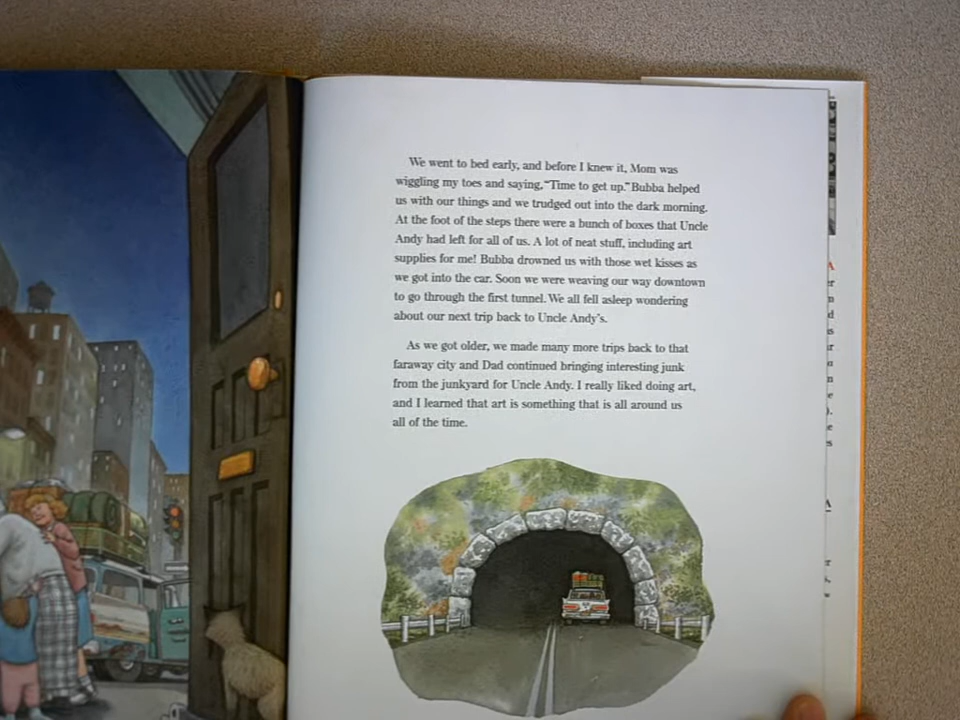 We went to bed early, and before I knew it, Mom was
wiggling my toes and saying, "Time to get up." Bubba helped
us with our things and we trudged out into the dark morning.
At the foot of the steps there were a bunch of boxes that Uncle
Andy had left for all of us. A lot of neat stuff, including art
supplies for me! Bubba drowned us with those wet kisses as
we got into the car. Soon we were weaving our way downtown
to go through the first tunnel. We all fell asleep wondering
about our next trip back to Uncle Andy's.
As we got older, we made many more trips back to that
faraway city and Dad continued bringing interesting junk
from the junkyard for Uncle Andy. I really liked doing art,
and I learned that art is something that is all around us
all of the time.